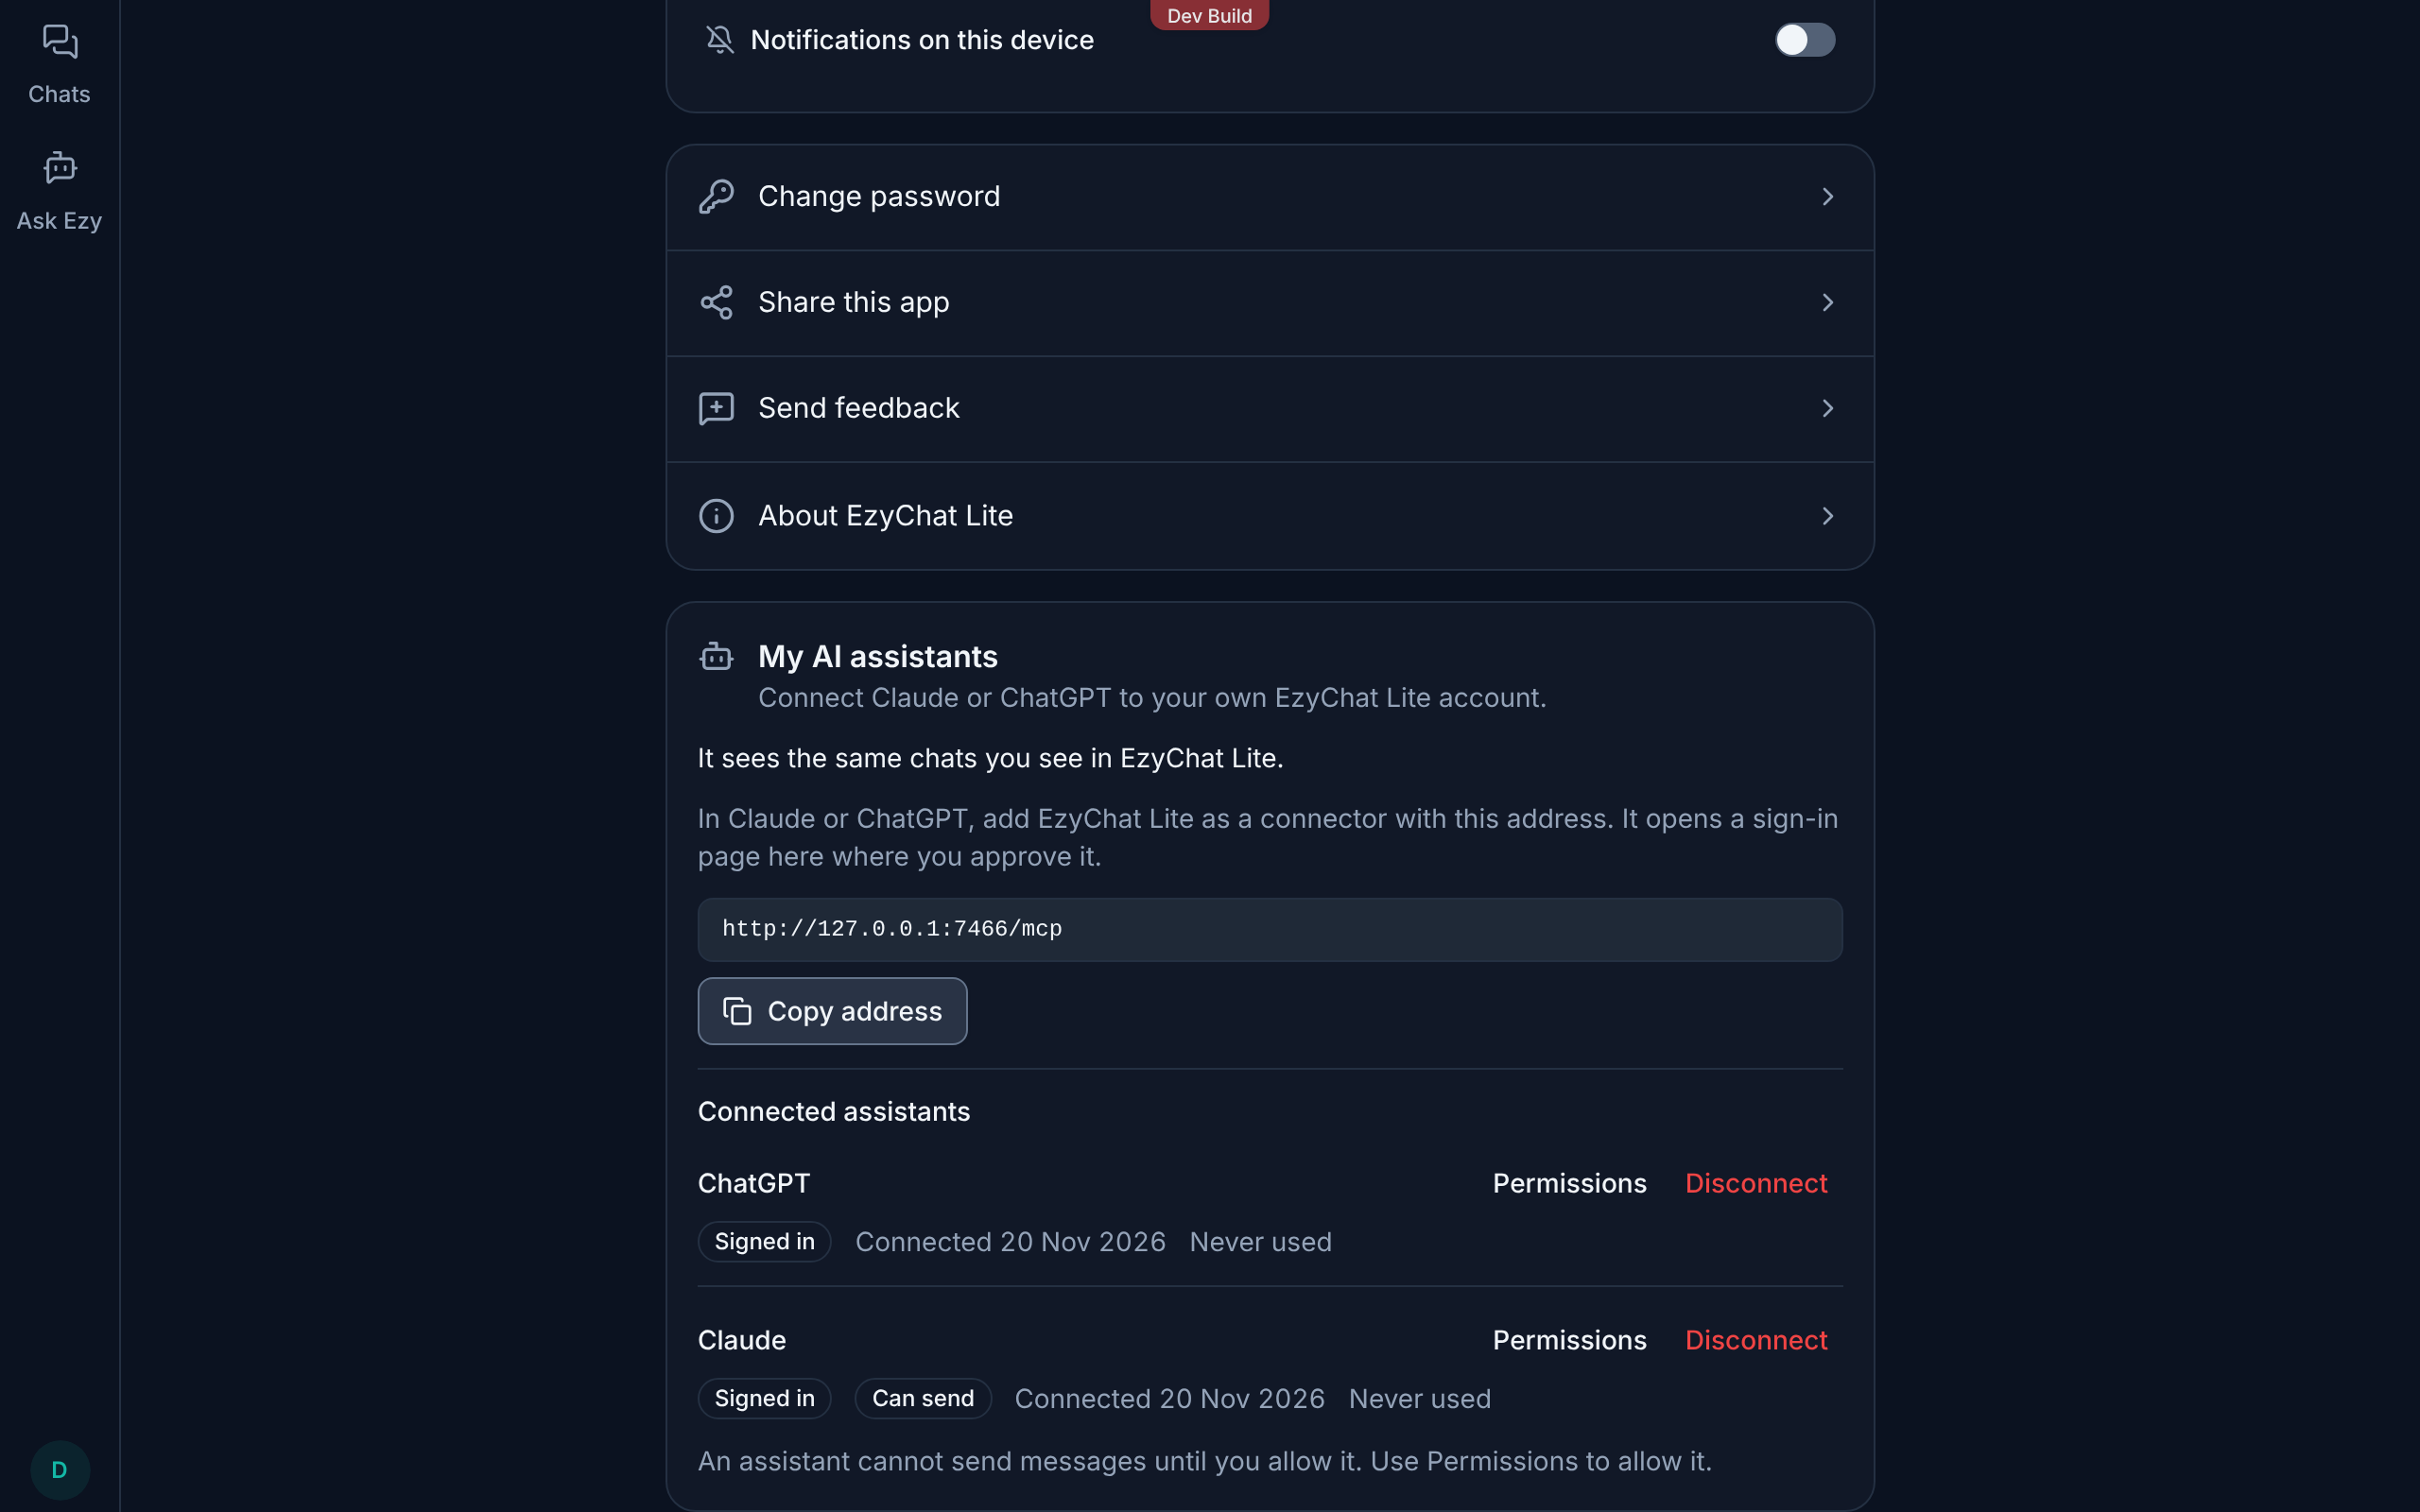 Dev Build
Notifications on this device
Chats
Ask Ezy
Change password
Share this app
Send feedback
About EzyChat Lite
My AI assistants
Connect Claude or ChatGPT to your own EzyChat Lite account.
It sees the same chats you see in EzyChat Lite.
In Claude or ChatGPT, add EzyChat Lite as a connector with this address. It opens a sign-in
page here where you approve it.
http://127.0.0.1:7466/mcp
Copy address
Connected assistants
ChatGPT Permissions Disconnect
Signed in Connected 20 Nov 2026 Never used
Claude Permissions Disconnect
Signed in Can send Connected 20 Nov 2026 Never used
An assistant cannot send messages until you allow it. Use Permissions to allow it.
D